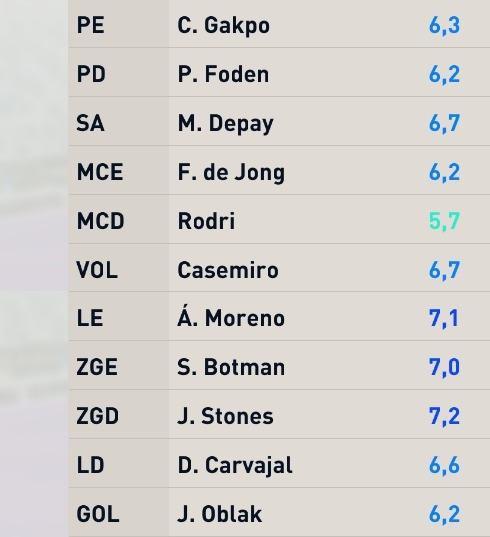 PE C. Gakpo 6,3
PD P. Foden 6,2
SA M. Depay 6,7
MCE F. de Jong 6,2
MCD Rodri 5,7
VOL Casemiro 6,7
LE Á. Moreno 7,1
ZGE S. Botman 7,0
ZGD J. Stones 7,2
LD D. Carvajal 6,6
GOL J. Oblak 6,2